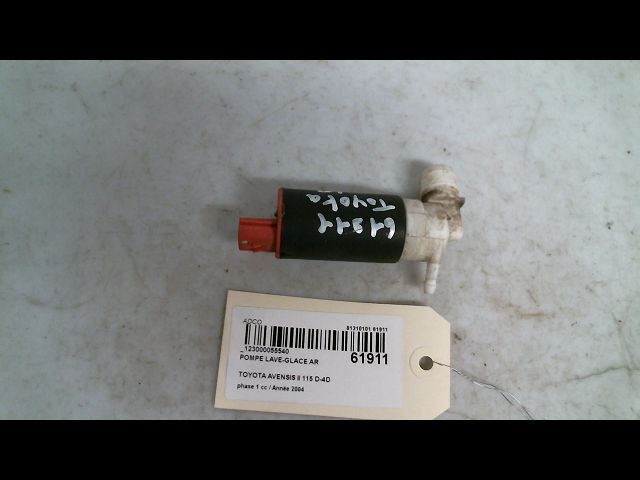 61911
Toyota
ADCO
81310101 61911
_123000055540
61911
POMPE LAVE-GLACE AR
TOYOTA AVENSIS II 115 D-4D
phase 1 cc / Année 2004